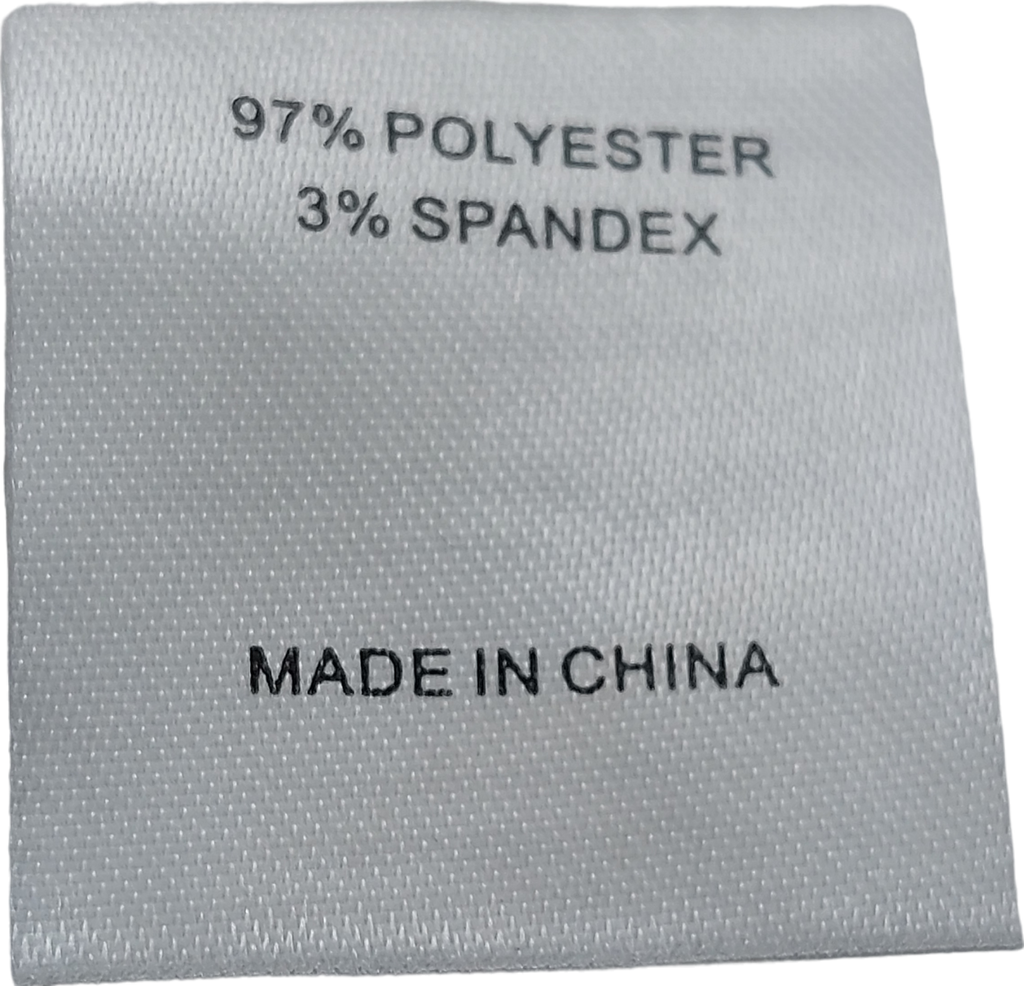 97% POLYESTER
3% SPANDEX
MADE IN CHINA